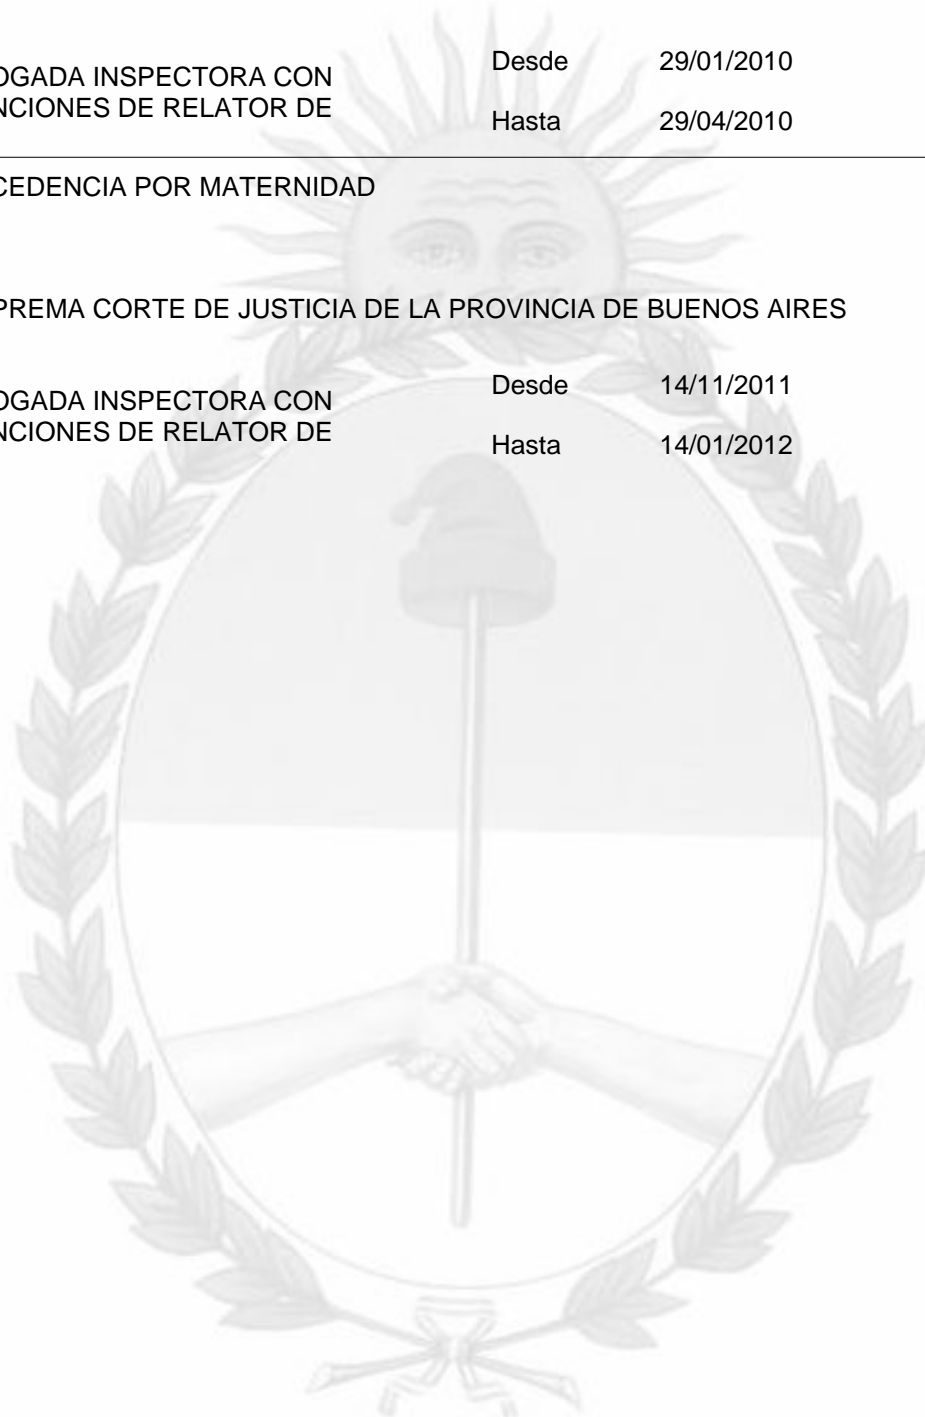 Desde 29/01/2010
OGADA INSPECTORA CON
NCIONES DE RELATOR DE
Hasta 29/04/2010
CEDENCIA POR MATERNIDAD
PREMA CORTE DE JUSTICIA DE LA PROVINCIA DE BUENOS AIRES
Desde 14/11/2011
OGADA INSPECTORA CON
NCIONES DE RELATOR DE
Hasta 14/01/2012